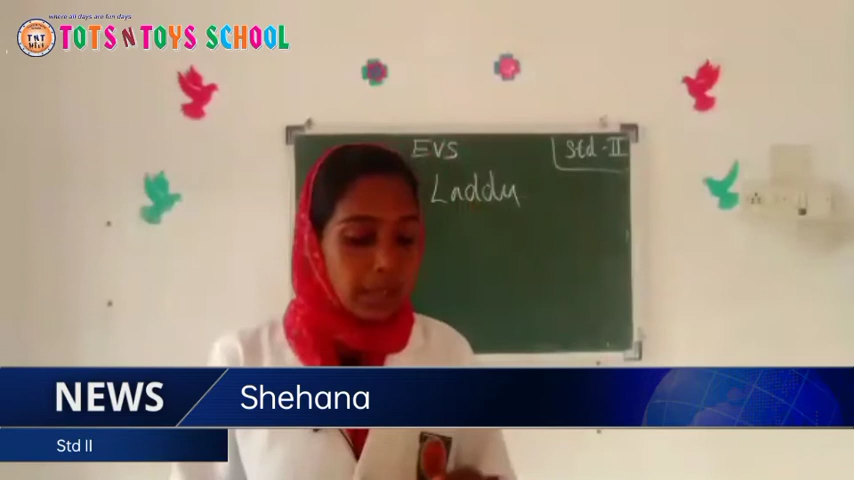 where all days are fun days
TOTS N TOYS SCHOOL
TNT
EVS
Std - II
Laddu
NEWS
Shehana
Std II